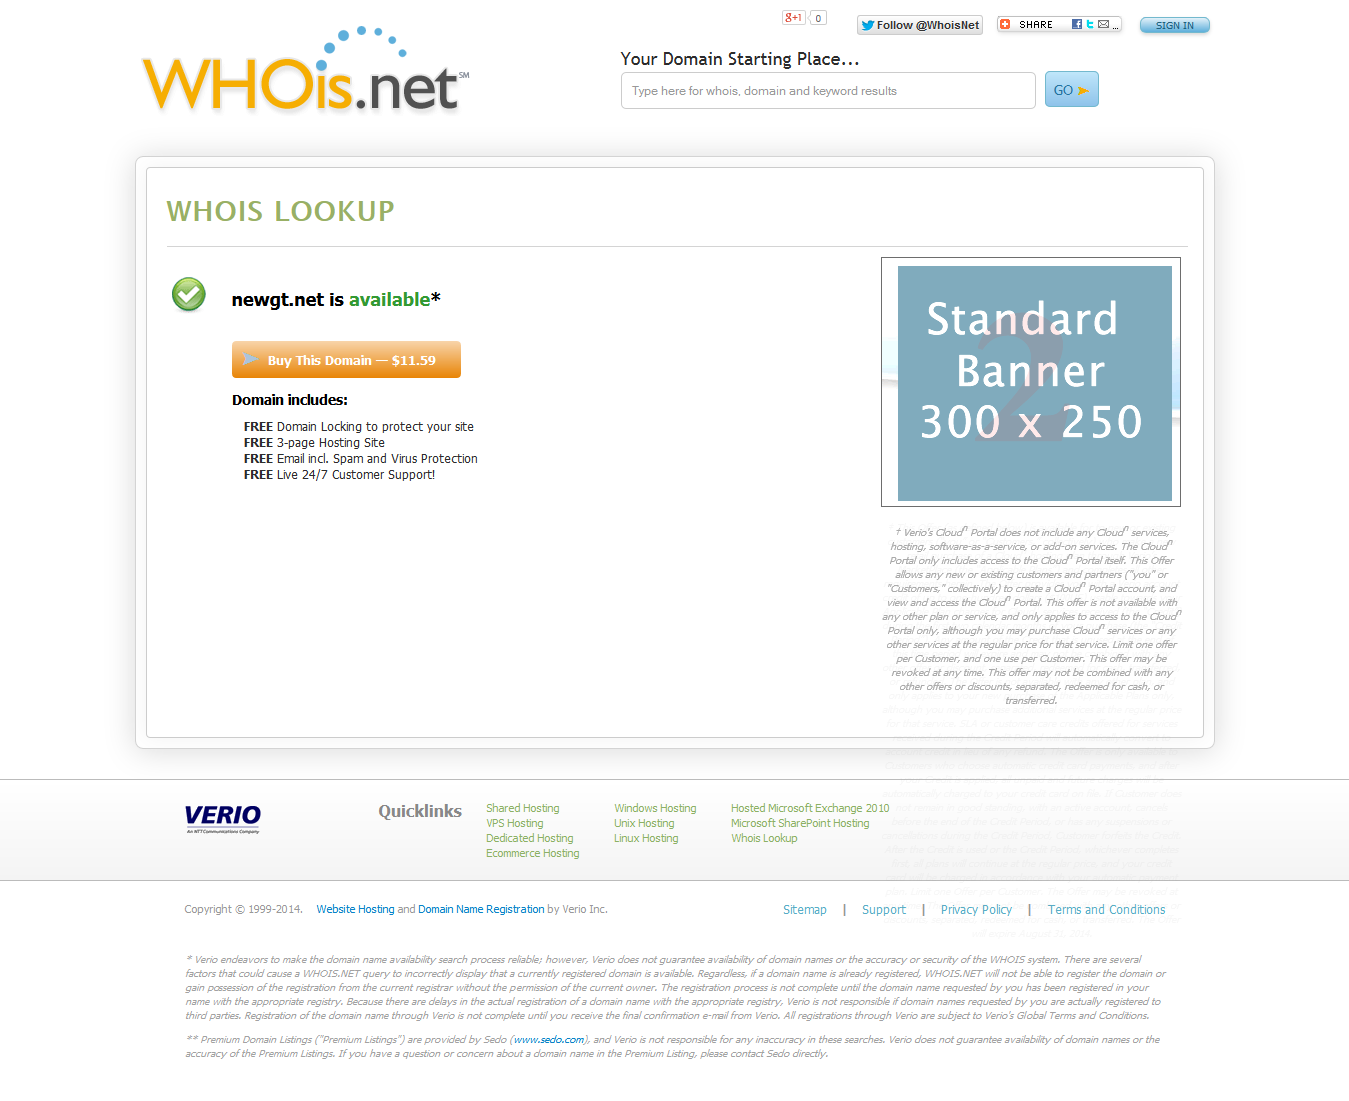 g+1 0
Follow @WhoisNet
SHARE ...
SIGN IN
WHOis.net SM
Your Domain Starting Place...
Type here for whois, domain and keyword results
GO
WHOIS LOOKUP
newgt.net is available*
Buy This Domain — $11.59
Domain includes:
FREE Domain Locking to protect your site
FREE 3-page Hosting Site
FREE Email incl. Spam and Virus Protection
FREE Live 24/7 Customer Support!
2
Standard
Banner
300 x 250
† Verio's Cloudⁿ Portal does not include any Cloudⁿ services,
hosting, software-as-a-service, or add-on services. The Cloudⁿ
Portal only includes access to the Cloudⁿ Portal itself. This Offer
allows any new or existing customers and partners ("you" or
"Customers," collectively) to create a Cloudⁿ Portal account, and
view and access the Cloudⁿ Portal. This offer is not available with
any other plan or service, and only applies to access to the Cloudⁿ
Portal only, although you may purchase Cloudⁿ services or any
other services at the regular price for that service. Limit one offer
per Customer, and one use per Customer. This offer may be
revoked at any time. This offer may not be combined with any
other offers or discounts, separated, redeemed for cash, or
transferred.
VERIO
An NTT Communications Company
Quicklinks
Shared Hosting
VPS Hosting
Dedicated Hosting
Ecommerce Hosting
Windows Hosting
Unix Hosting
Linux Hosting
Hosted Microsoft Exchange 2010
Microsoft SharePoint Hosting
Whois Lookup
Copyright © 1999-2014. Website Hosting and Domain Name Registration by Verio Inc.
Sitemap | Support | Privacy Policy | Terms and Conditions
* Verio endeavors to make the domain name availability search process reliable; however, Verio does not guarantee availability of domain names or the accuracy or security of the WHOIS system. There are several
factors that could cause a WHOIS.NET query to incorrectly display that a currently registered domain is available. Regardless, if a domain name is already registered, WHOIS.NET will not be able to register the domain or
gain possession of the registration from the current registrar without the permission of the current owner. The registration process is not complete until the domain name requested by you has been registered in your
name with the appropriate registry. Because there are delays in the actual registration of a domain name with the appropriate registry, Verio is not responsible if domain names requested by you are actually registered to
third parties. Registration of the domain name through Verio is not complete until you receive the final confirmation e-mail from Verio. All registrations through Verio are subject to Verio's Global Terms and Conditions.
** Premium Domain Listings ("Premium Listings") are provided by Sedo (www.sedo.com), and Verio is not responsible for any inaccuracy in these searches. Verio does not guarantee availability of domain names or the
accuracy of the Premium Listings. If you have a question or concern about a domain name in the Premium Listing, please contact Sedo directly.